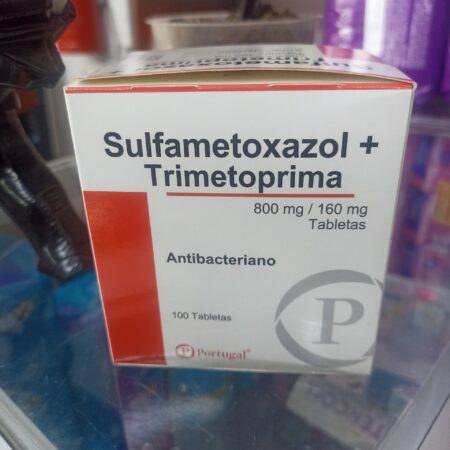 Sulfametoxazol +
Trimetoprima
800 mg / 160 mg
Tabletas
Antibacteriano
100 Tabletas
P
P Portugal®